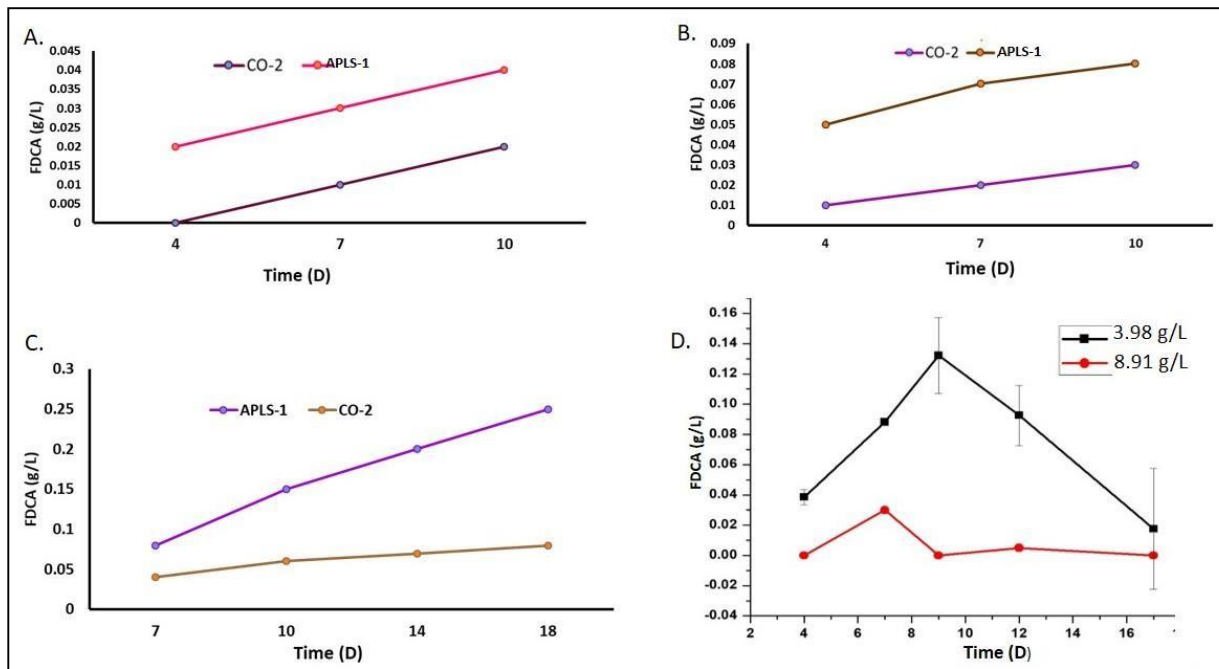 A.
CO-2 APLS-1
FDCA (g/L)
0.045
0.04
0.035
0.03
0.025
0.02
0.015
0.01
0.005
0
4 7 10
Time (D)
B.
CO-2 APLS-1
FDCA (g/L)
0.09
0.08
0.07
0.06
0.05
0.04
0.03
0.02
0.01
0
4 7 10
Time (D)
C.
APLS-1 CO-2
FDCA (g/L)
0.3
0.25
0.2
0.15
0.1
0.05
0
7 10 14 18
Time (D)
D.
3.98 g/L
8.91 g/L
FDCA (g/L)
0.16
0.14
0.12
0.10
0.08
0.06
0.04
0.02
0.00
-0.02
-0.04
2 4 6 8 10 12 14 16
Time (D)